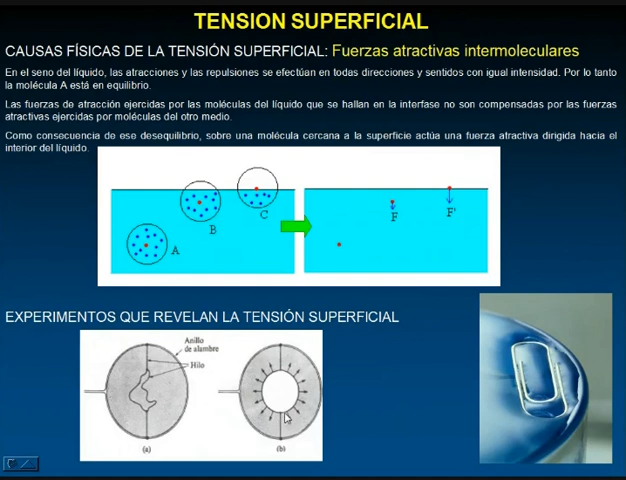 TENSION SUPERFICIAL
CAUSAS FÍSICAS DE LA TENSIÓN SUPERFICIAL: Fuerzas atractivas intermoleculares
En el seno del líquido, las atracciones y las repulsiones se efectúan en todas direcciones y sentidos con igual intensidad. Por lo tanto
la molécula A está en equilibrio.
Las fuerzas de atracción ejercidas por las moléculas del líquido que se hallan en la interfase no son compensadas por las fuerzas
atractivas ejercidas por moléculas del otro medio.
Como consecuencia de ese desequilibrio, sobre una molécula cercana a la superficie actúa una fuerza atractiva dirigida hacia el
interior del líquido.
A
B
C
F
F'
EXPERIMENTOS QUE REVELAN LA TENSIÓN SUPERFICIAL
Anillo
de alambre
Hilo
(a)
(b)